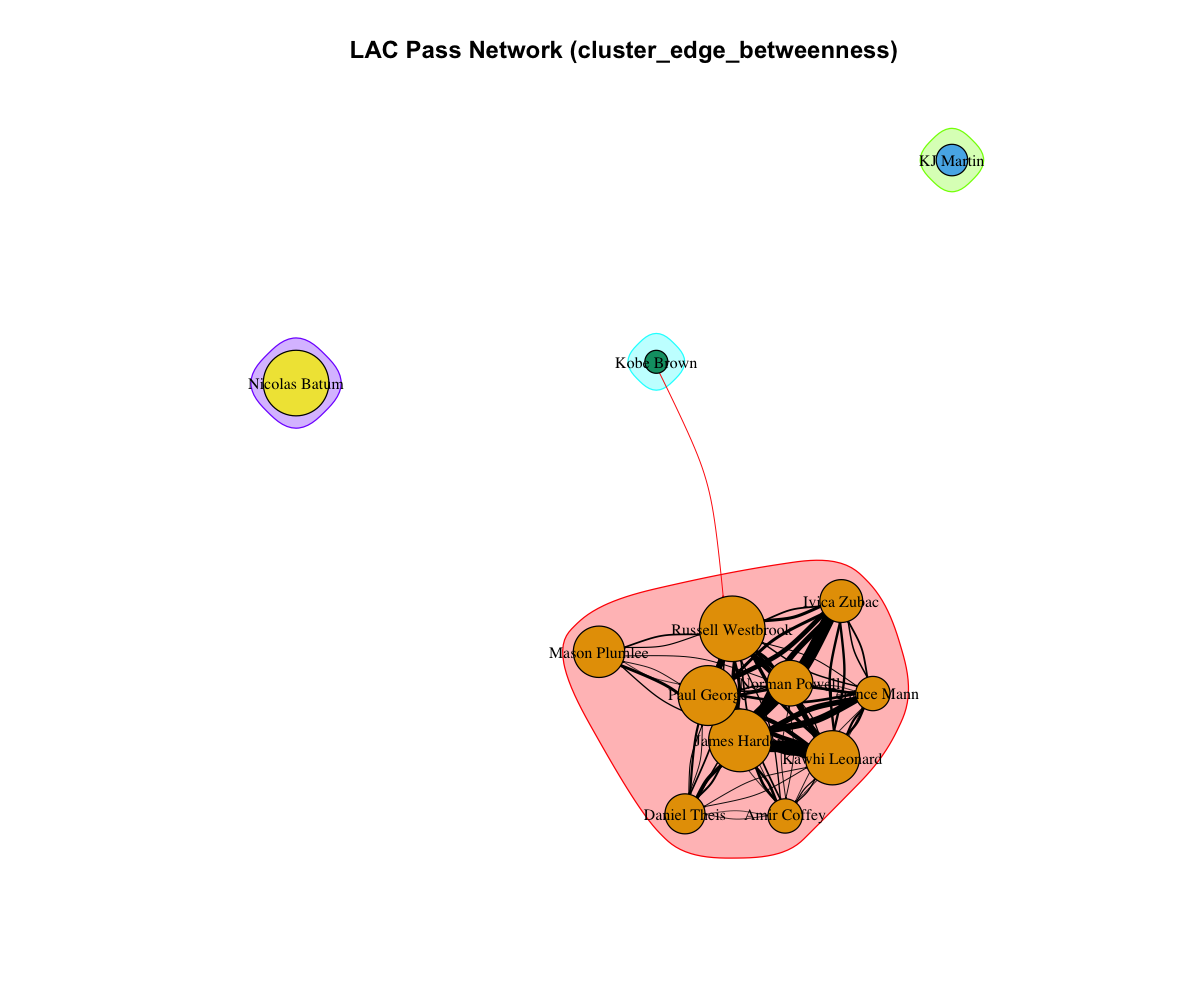 LAC Pass Network (cluster_edge_betweenness)
KJ Martin
Kobe Brown
Nicolas Batum
Ivica Zubac
Russell Westbrook
Mason Plumlee
Norman Powell
Paul George
Mann
James Harden
Kawhi Leonard
Daniel Theis
Amir Coffey